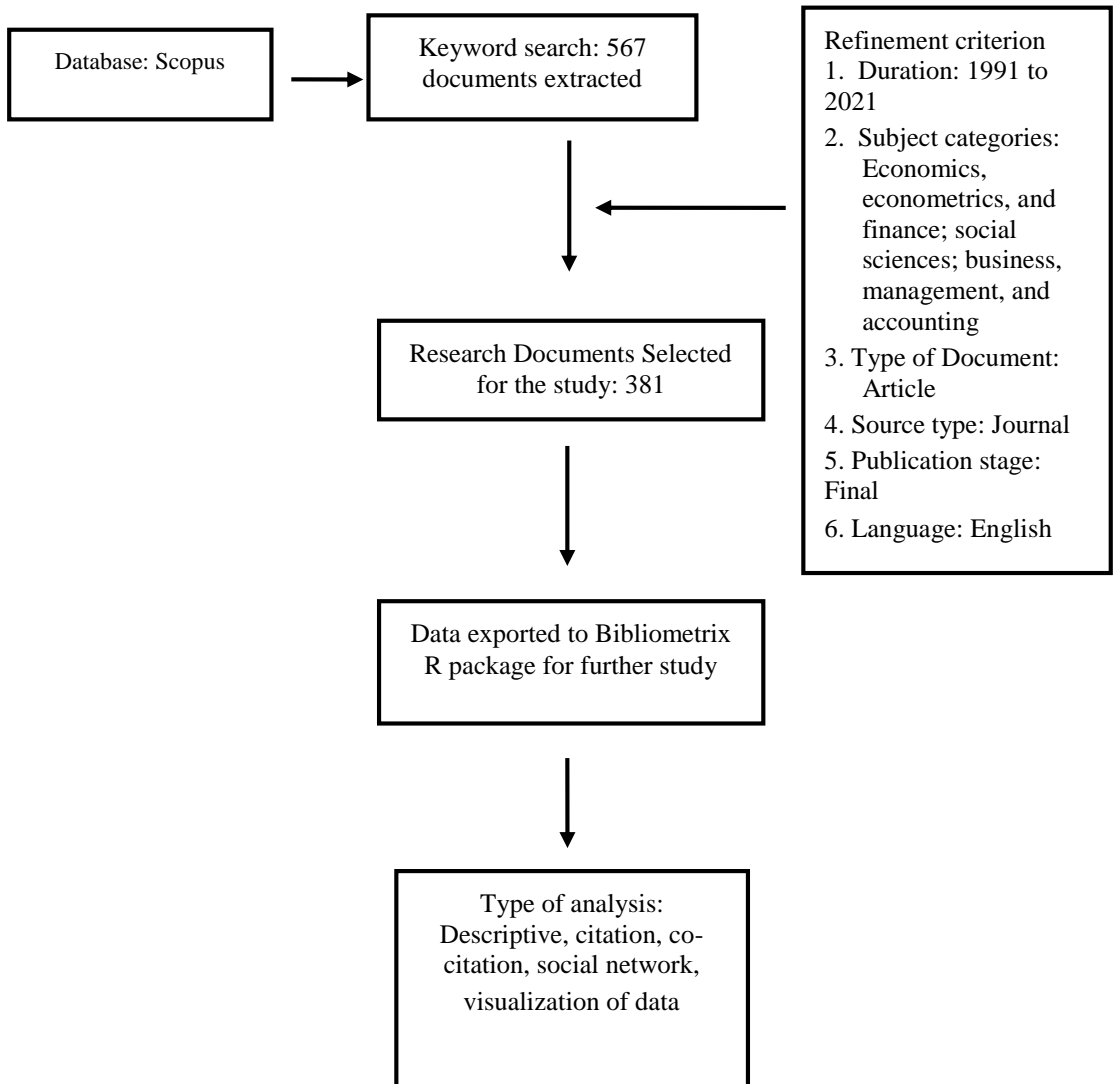 Database: Scopus
Keyword search: 567
documents extracted
Refinement criterion
1. Duration: 1991 to
2021
2. Subject categories:
Economics,
econometrics, and
finance; social
sciences; business,
management, and
accounting
3. Type of Document:
Article
4. Source type: Journal
5. Publication stage:
Final
6. Language: English
Research Documents Selected
for the study: 381
Data exported to Bibliometrix
R package for further study
Type of analysis:
Descriptive, citation, co-
citation, social network,
visualization of data